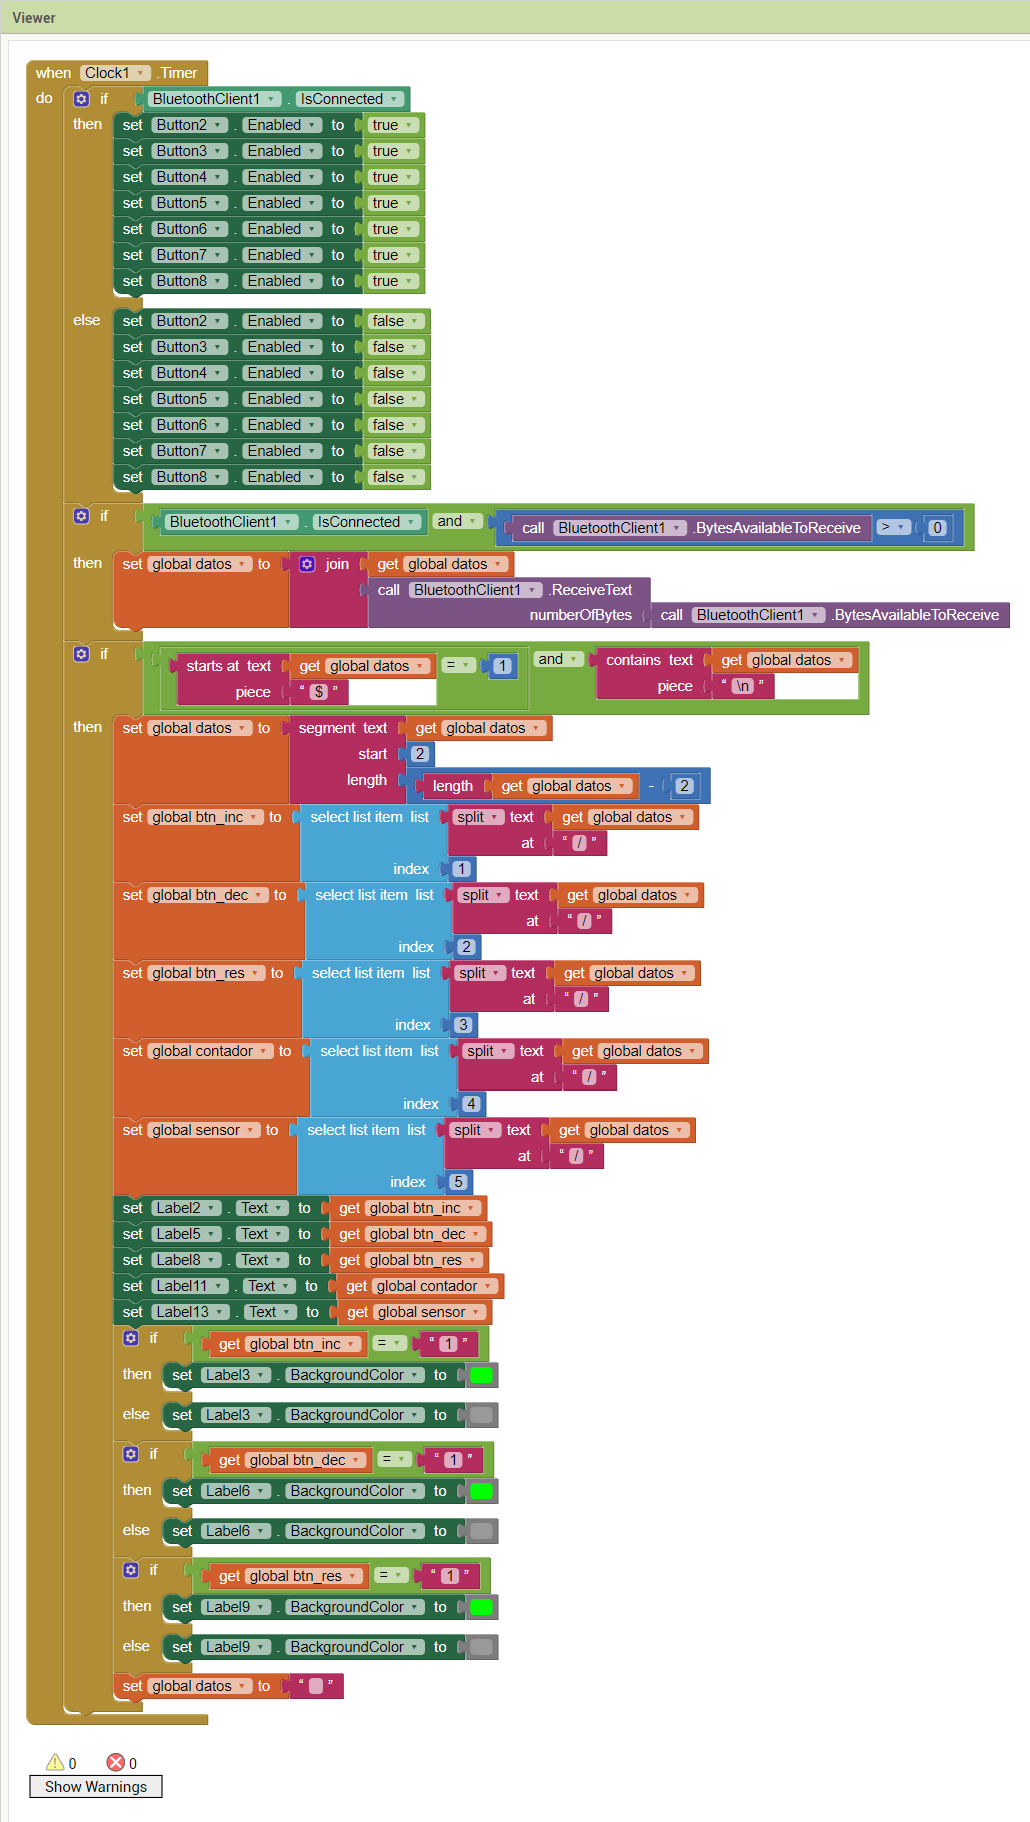 Viewer
when Clock1 .Timer
do if BluetoothClient1 . IsConnected
then set Button2 . Enabled to true
set Button3 . Enabled to true
set Button4 . Enabled to true
set Button5 . Enabled to true
set Button6 . Enabled to true
set Button7 . Enabled to true
set Button8 . Enabled to true
else set Button2 . Enabled to false
set Button3 . Enabled to false
set Button4 . Enabled to false
set Button5 . Enabled to false
set Button6 . Enabled to false
set Button7 . Enabled to false
set Button8 . Enabled to false
if BluetoothClient1 . IsConnected and call BluetoothClient1 .BytesAvailableToReceive > 0
then set global datos to join get global datos
call BluetoothClient1 .ReceiveText
numberOfBytes call BluetoothClient1 .BytesAvailableToReceive
if starts at text get global datos = 1 and contains text get global datos
piece “ $ ” piece “ \n ”
then set global datos to segment text get global datos
start 2
length length get global datos - 2
set global btn_inc to select list item list split text get global datos
at “ / ”
index 1
set global btn_dec to select list item list split text get global datos
at “ / ”
index 2
set global btn_res to select list item list split text get global datos
at “ / ”
index 3
set global contador to select list item list split text get global datos
at “ / ”
index 4
set global sensor to select list item list split text get global datos
at “ / ”
index 5
set Label2 . Text to get global btn_inc
set Label5 . Text to get global btn_dec
set Label8 . Text to get global btn_res
set Label11 . Text to get global contador
set Label13 . Text to get global sensor
if get global btn_inc = “ 1 ”
then set Label3 . BackgroundColor to
else set Label3 . BackgroundColor to
if get global btn_dec = “ 1 ”
then set Label6 . BackgroundColor to
else set Label6 . BackgroundColor to
if get global btn_res = “ 1 ”
then set Label9 . BackgroundColor to
else set Label9 . BackgroundColor to
set global datos to “ ”
0 0
Show Warnings